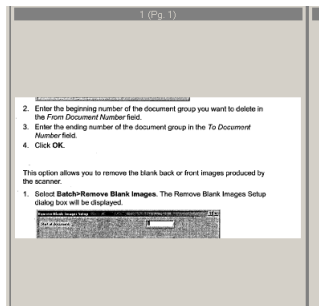 1 (Pg. 1)
2. Enter the beginning number of the document group you want to delete in
the From Document Number field.
3. Enter the ending number of the document group in the To Document
Number field.
4. Click OK.
This option allows you to remove the blank back or front images produced by
the scanner.
1. Select Batch>Remove Blank Images. The Remove Blank Images Setup
dialog box will be displayed.
Remove Blank Images Setup